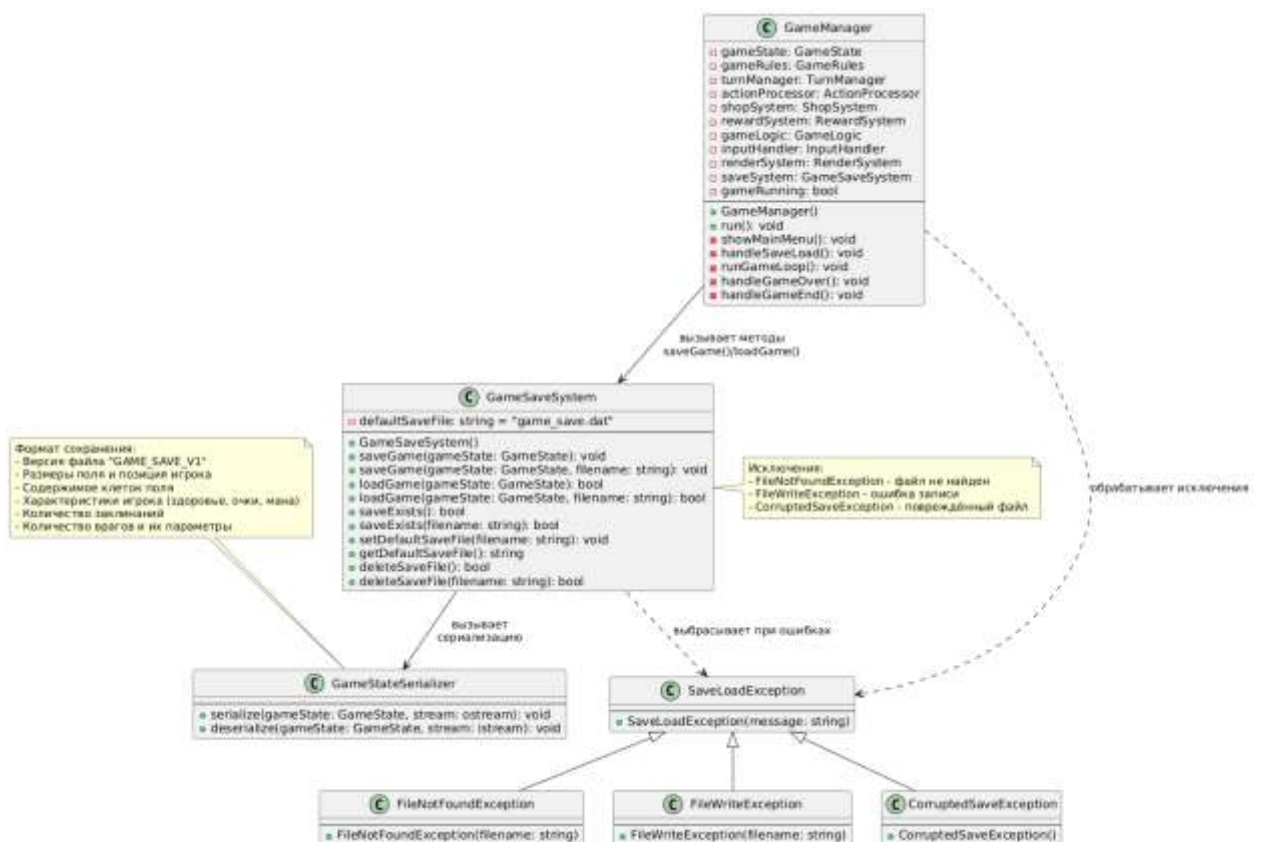 C GameManager
gameState: GameState
gameRules: GameRules
turnManager: TurnManager
actionProcessor: ActionProcessor
shopSystem: ShopSystem
rewardSystem: RewardSystem
gameLogic: GameLogic
inputHandler: InputHandler
renderSystem: RenderSystem
saveSystem: GameSaveSystem
gameRunning: bool
GameManager()
run(): void
showMainMenu(): void
handleSaveLoad(): void
runGameLoop(): void
handleGameOver(): void
handleGameEnd(): void
вызывает методы
saveGame()/loadGame()
обрабатывает исключения
C GameSaveSystem
defaultSaveFile: string = "game_save.dat"
GameSaveSystem()
saveGame(gameState: GameState): void
saveGame(gameState: GameState, filename: string): void
loadGame(gameState: GameState): bool
loadGame(gameState: GameState, filename: string): bool
saveExists(): bool
saveExists(filename: string): bool
setDefaultSaveFile(filename: string): void
getDefaultSaveFile(): string
deleteSaveFile(): bool
deleteSaveFile(filename: string): bool
Формат сохранения:
- Версия файла "GAME_SAVE_V1"
- Размеры поля и позиция игрока
- Содержимое клеток поля
- Характеристики игрока (здоровье, очки, мана)
- Количество заклинаний
- Количество врагов и их параметры
Исключения:
- FileNotFoundException - файл не найден
- FileWriteException - ошибка записи
- CorruptedSaveException - повреждённый файл
вызывает
сериализацию
выбрасывает при ошибках
C GameStateSerializer
serialize(gameState: GameState, stream: ostream): void
deserialize(gameState: GameState, stream: istream): void
C SaveLoadException
SaveLoadException(message: string)
C FileNotFoundException
FileNotFoundException(filename: string)
C FileWriteException
FileWriteException(filename: string)
C CorruptedSaveException
CorruptedSaveException()